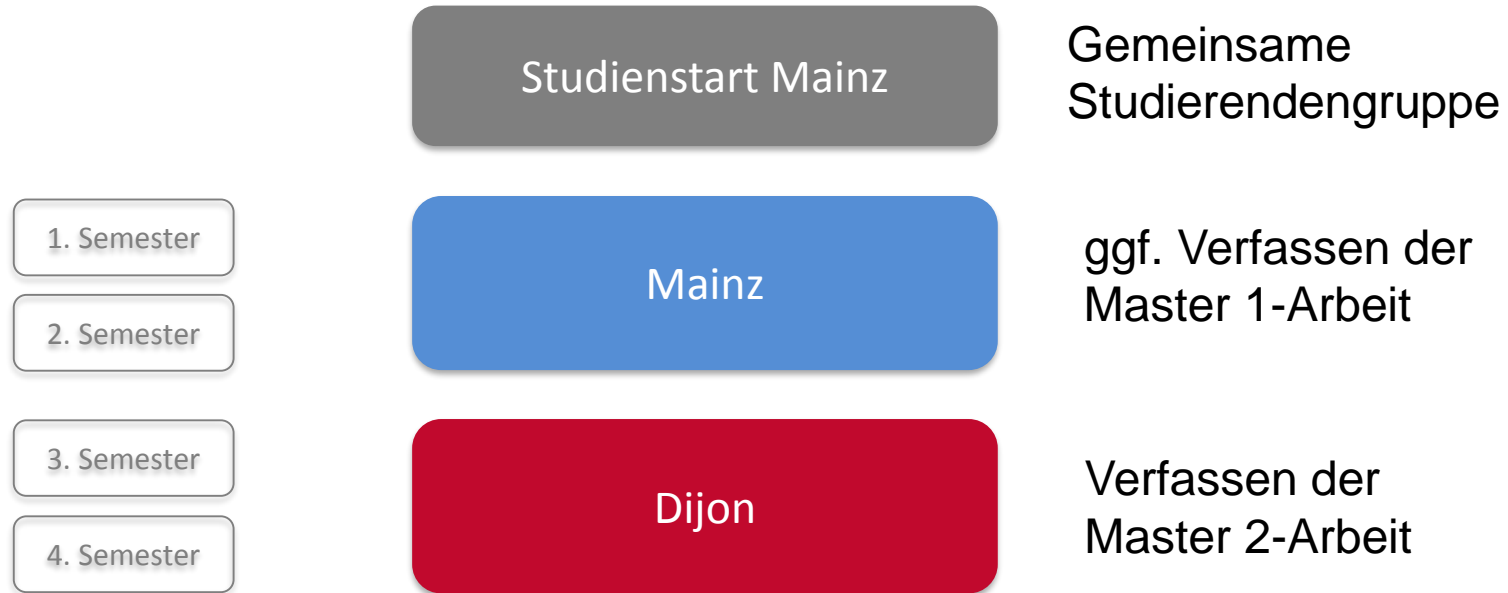 Studienstart Mainz
Gemeinsame
Studierendengruppe
1. Semester
2. Semester
Mainz
ggf. Verfassen der
Master 1-Arbeit
3. Semester
4. Semester
Dijon
Verfassen der
Master 2-Arbeit